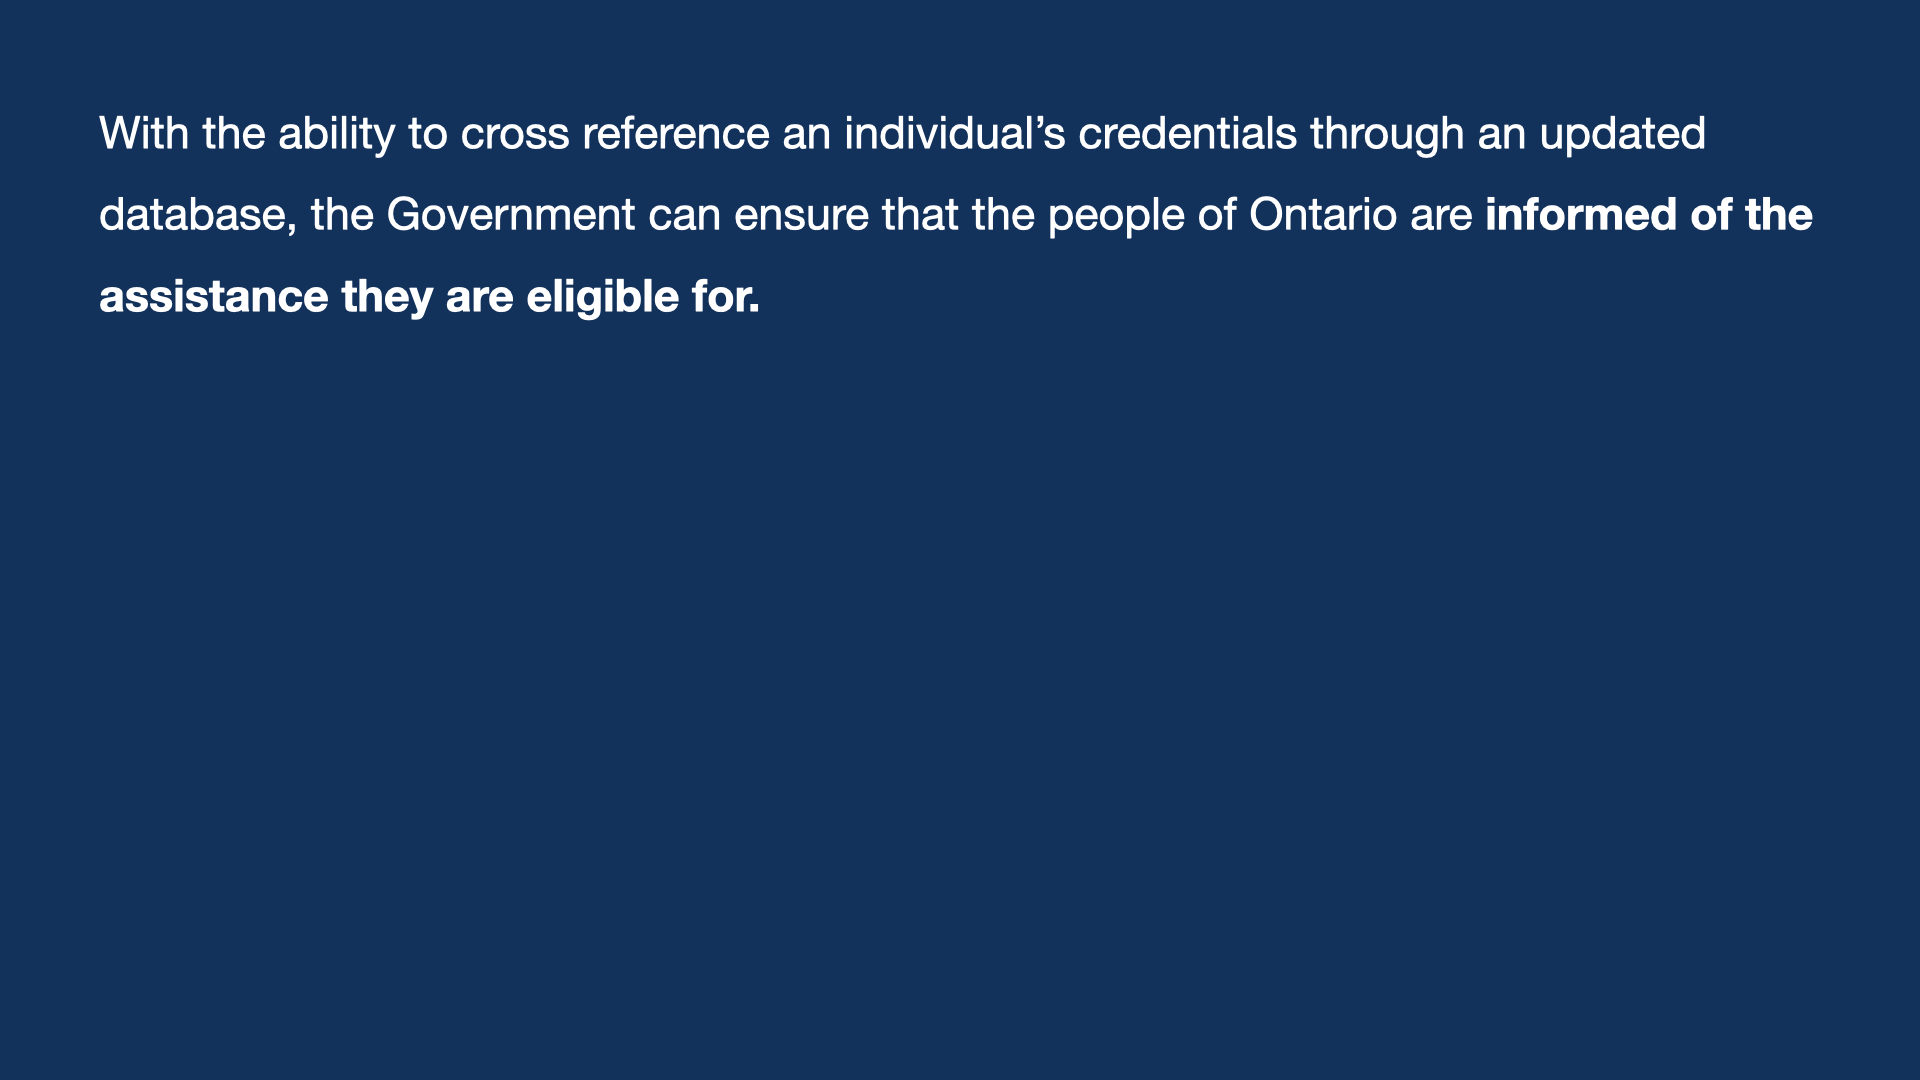 With the ability to cross reference an individual’s credentials through an updated
database, the Government can ensure that the people of Ontario are informed of the
assistance they are eligible for.